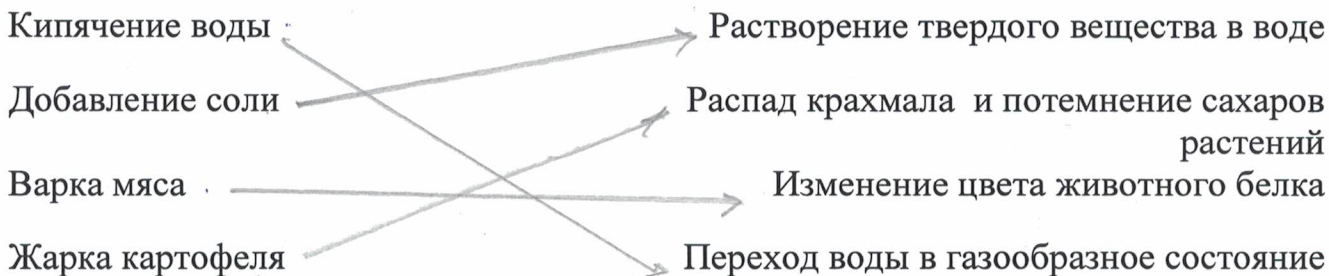 Кипячение воды Растворение твердого вещества в воде
Добавление соли Распад крахмала и потемнение сахаров
растений
Варка мяса Изменение цвета животного белка
Жарка картофеля Переход воды в газообразное состояние